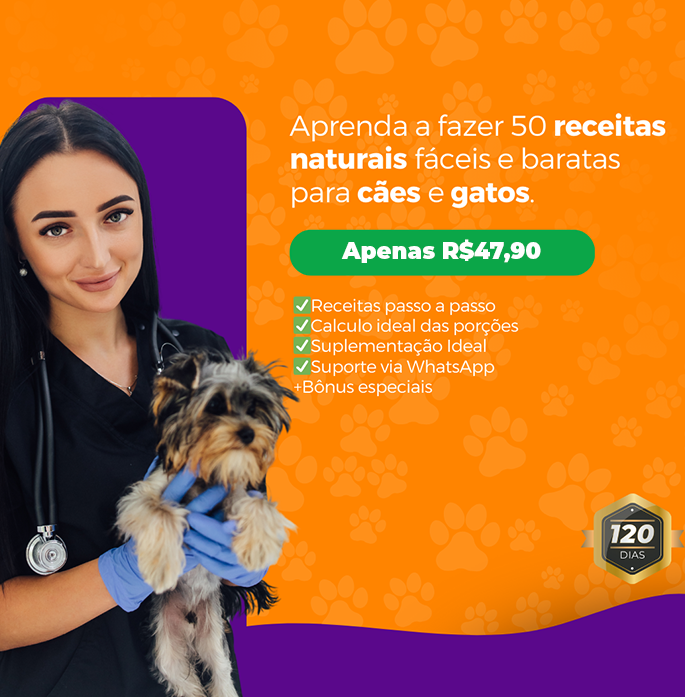 Aprenda a fazer 50 receitas
naturais fáceis e baratas
para cães e gatos.
Apenas R$47,90
✅Receitas passo a passo
✅Calculo ideal das porções
✅Suplementação Ideal
✅Suporte via WhatsApp
+Bônus especiais
120
DIAS